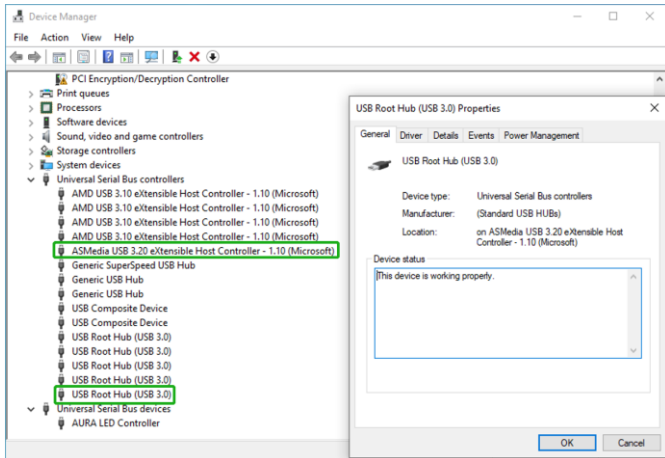 Device Manager
File Action View Help
PCI Encryption/Decryption Controller
Print queues
Processors
Software devices
Sound, video and game controllers
Storage controllers
System devices
Universal Serial Bus controllers
AMD USB 3.10 eXtensible Host Controller - 1.10 (Microsoft)
AMD USB 3.10 eXtensible Host Controller - 1.10 (Microsoft)
AMD USB 3.10 eXtensible Host Controller - 1.10 (Microsoft)
AMD USB 3.10 eXtensible Host Controller - 1.10 (Microsoft)
ASMedia USB 3.20 eXtensible Host Controller - 1.10 (Microsoft)
Generic SuperSpeed USB Hub
Generic USB Hub
Generic USB Hub
USB Composite Device
USB Composite Device
USB Root Hub (USB 3.0)
USB Root Hub (USB 3.0)
USB Root Hub (USB 3.0)
USB Root Hub (USB 3.0)
USB Root Hub (USB 3.0)
Universal Serial Bus devices
AURA LED Controller
USB Root Hub (USB 3.0) Properties
General Driver Details Events Power Management
USB Root Hub (USB 3.0)
Device type: Universal Serial Bus controllers
Manufacturer: (Standard USB HUBs)
Location: on ASMedia USB 3.20 eXtensible Host
Controller - 1.10 (Microsoft)
Device status
This device is working properly.
OK Cancel